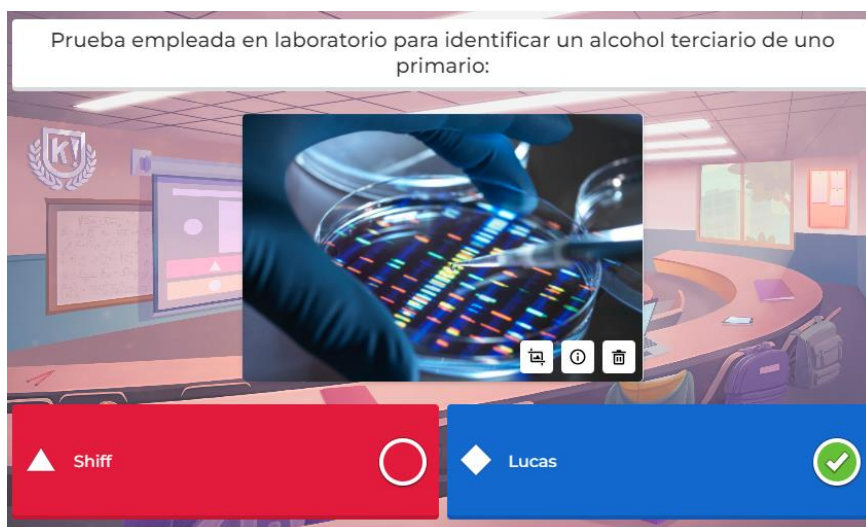 Prueba empleada en laboratorio para identificar un alcohol terciario de uno
primario:
K!
Shiff
Lucas